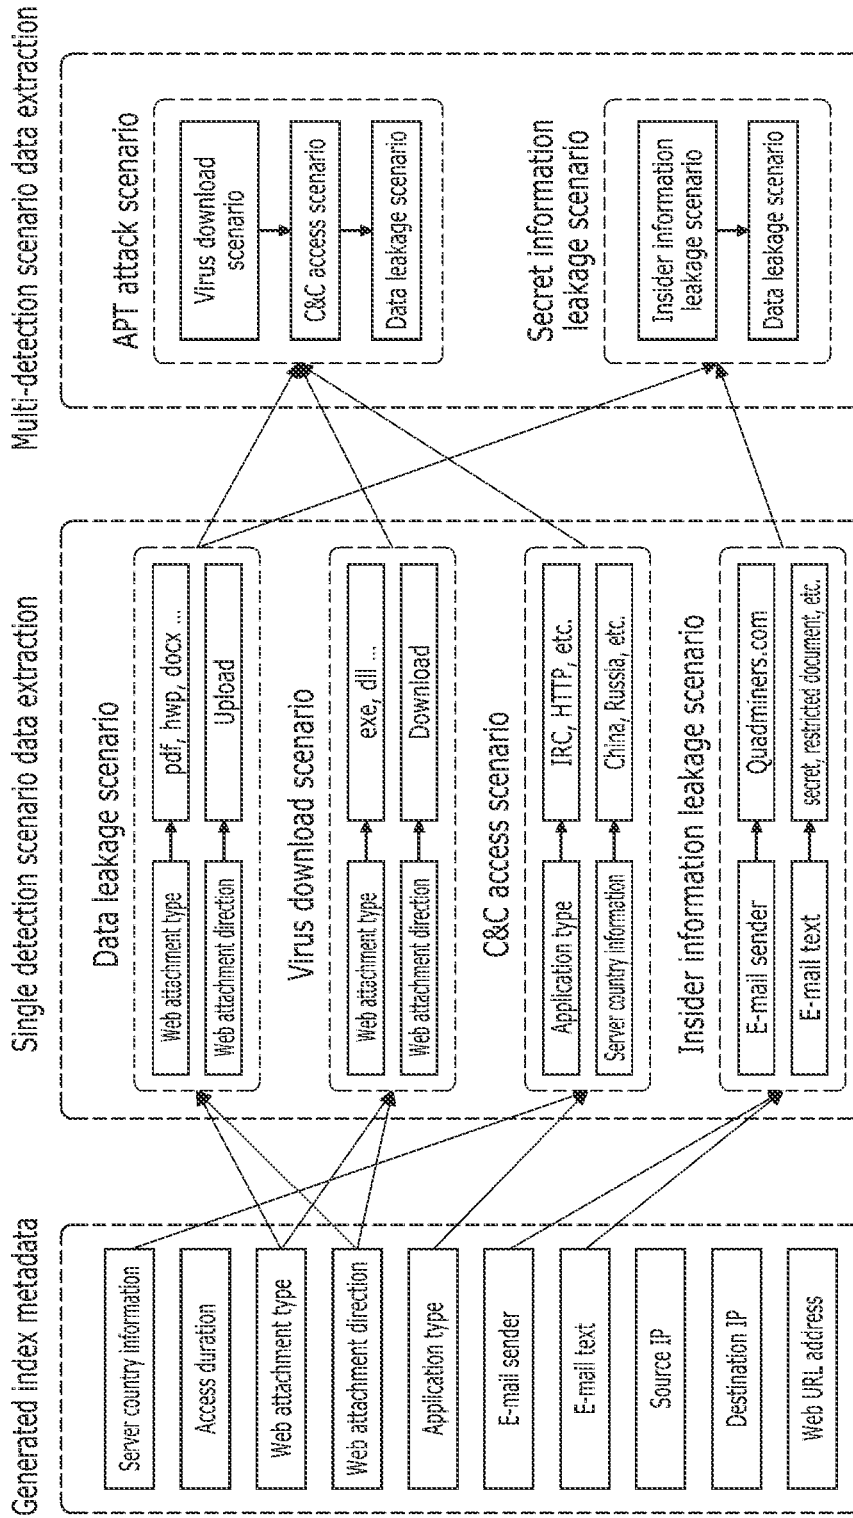 Generated index metadata
Server country information
Access duration
Web attachment type
Web attachment direction
Application type
E-mail sender
E-mail text
Source IP
Destination IP
Web URL address
Single detection scenario data extraction
Data leakage scenario
Web attachment type
pdf, hwp, docx ...
Web attachment direction
Upload
Virus download scenario
Web attachment type
exe, dll ...
Web attachment direction
Download
C&C access scenario
Application type
IRC, HTTP, etc.
Server country information
China, Russia, etc.
Insider information leakage scenario
E-mail sender
Quadminers.com
E-mail text
secret, restricted document, etc.
Multi-detection scenario data extraction
APT attack scenario
Virus download
scenario
C&C access scenario
Data leakage scenario
Secret information
leakage scenario
Insider information
leakage scenario
Data leakage scenario